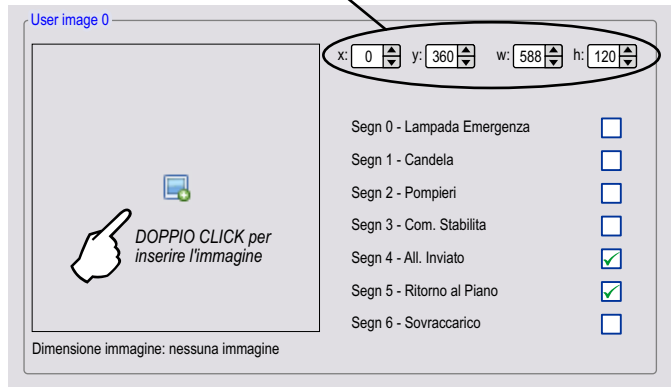 User image 0
x: 0 y: 360 w: 588 h: 120
Segn 0 - Lampada Emergenza
Segn 1 - Candela
Segn 2 - Pompieri
Segn 3 - Com. Stabilita
Segn 4 - All. Inviato
Segn 5 - Ritorno al Piano
Segn 6 - Sovraccarico
DOPPIO CLICK per
inserire l'immagine
Dimensione immagine: nessuna immagine